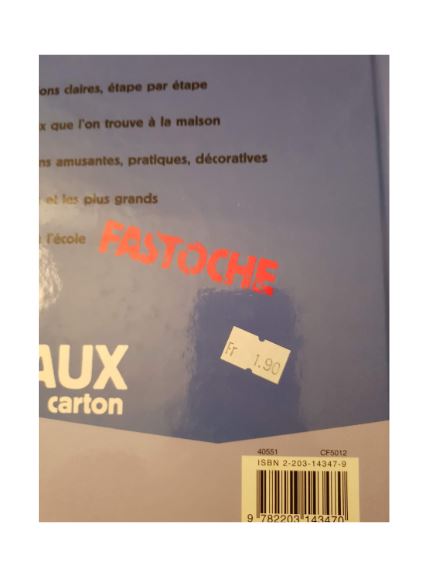 ons claires, étape par étape
x que l'on trouve à la maison
ns amusantes, pratiques, décoratives
et les plus grands
l'école
FASTOCHE
Fr 1.90
AUX
carton
40551 CF5012
ISBN 2-203-14347-9
9 782203 143470